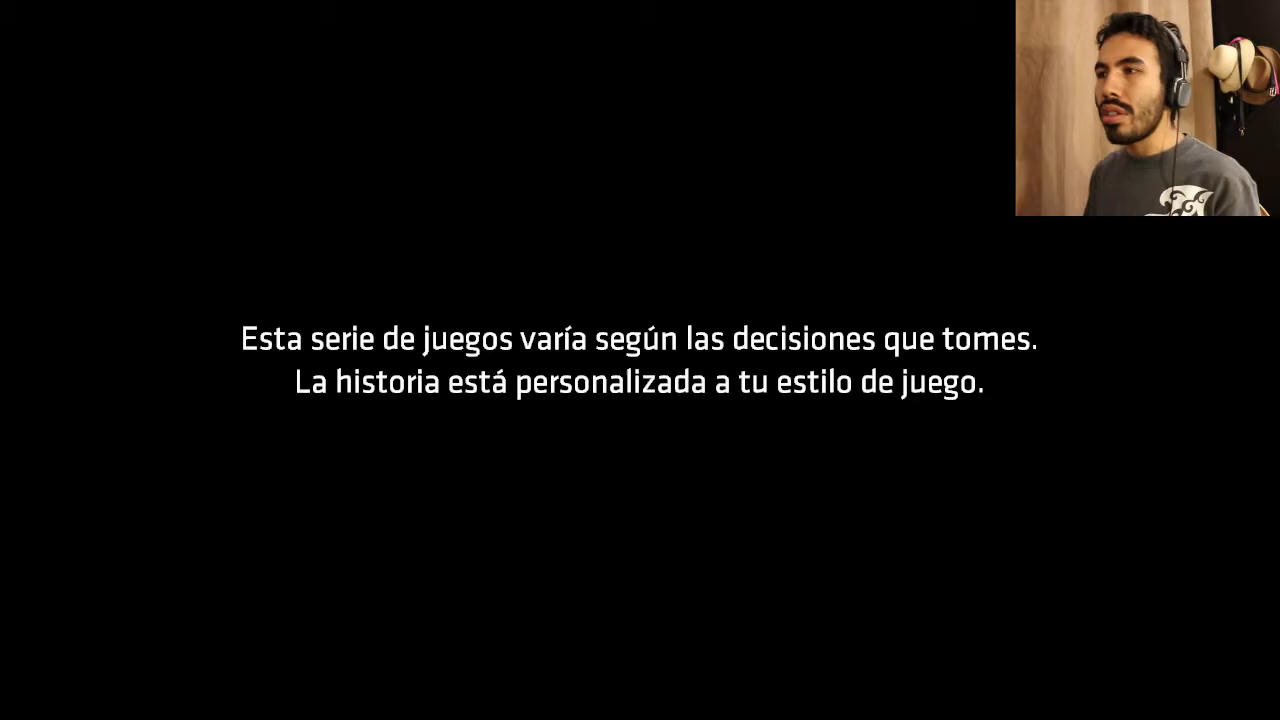 Esta serie de juegos varía según las decisiones que tomes.
La historia está personalizada a tu estilo de juego.